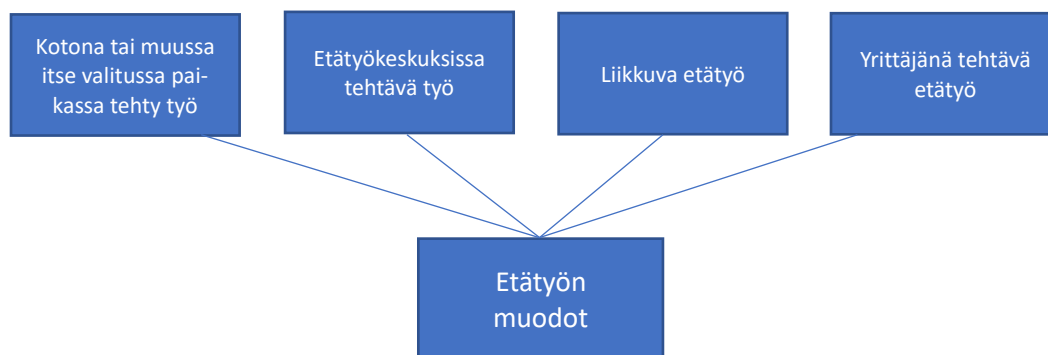 Kotona tai muussa
itse valitussa pai-
kassa tehty työ
Etätyökeskuksissa
tehtävä työ
Liikkuva etätyö
Yrittäjänä tehtävä
etätyö
Etätyön
muodot